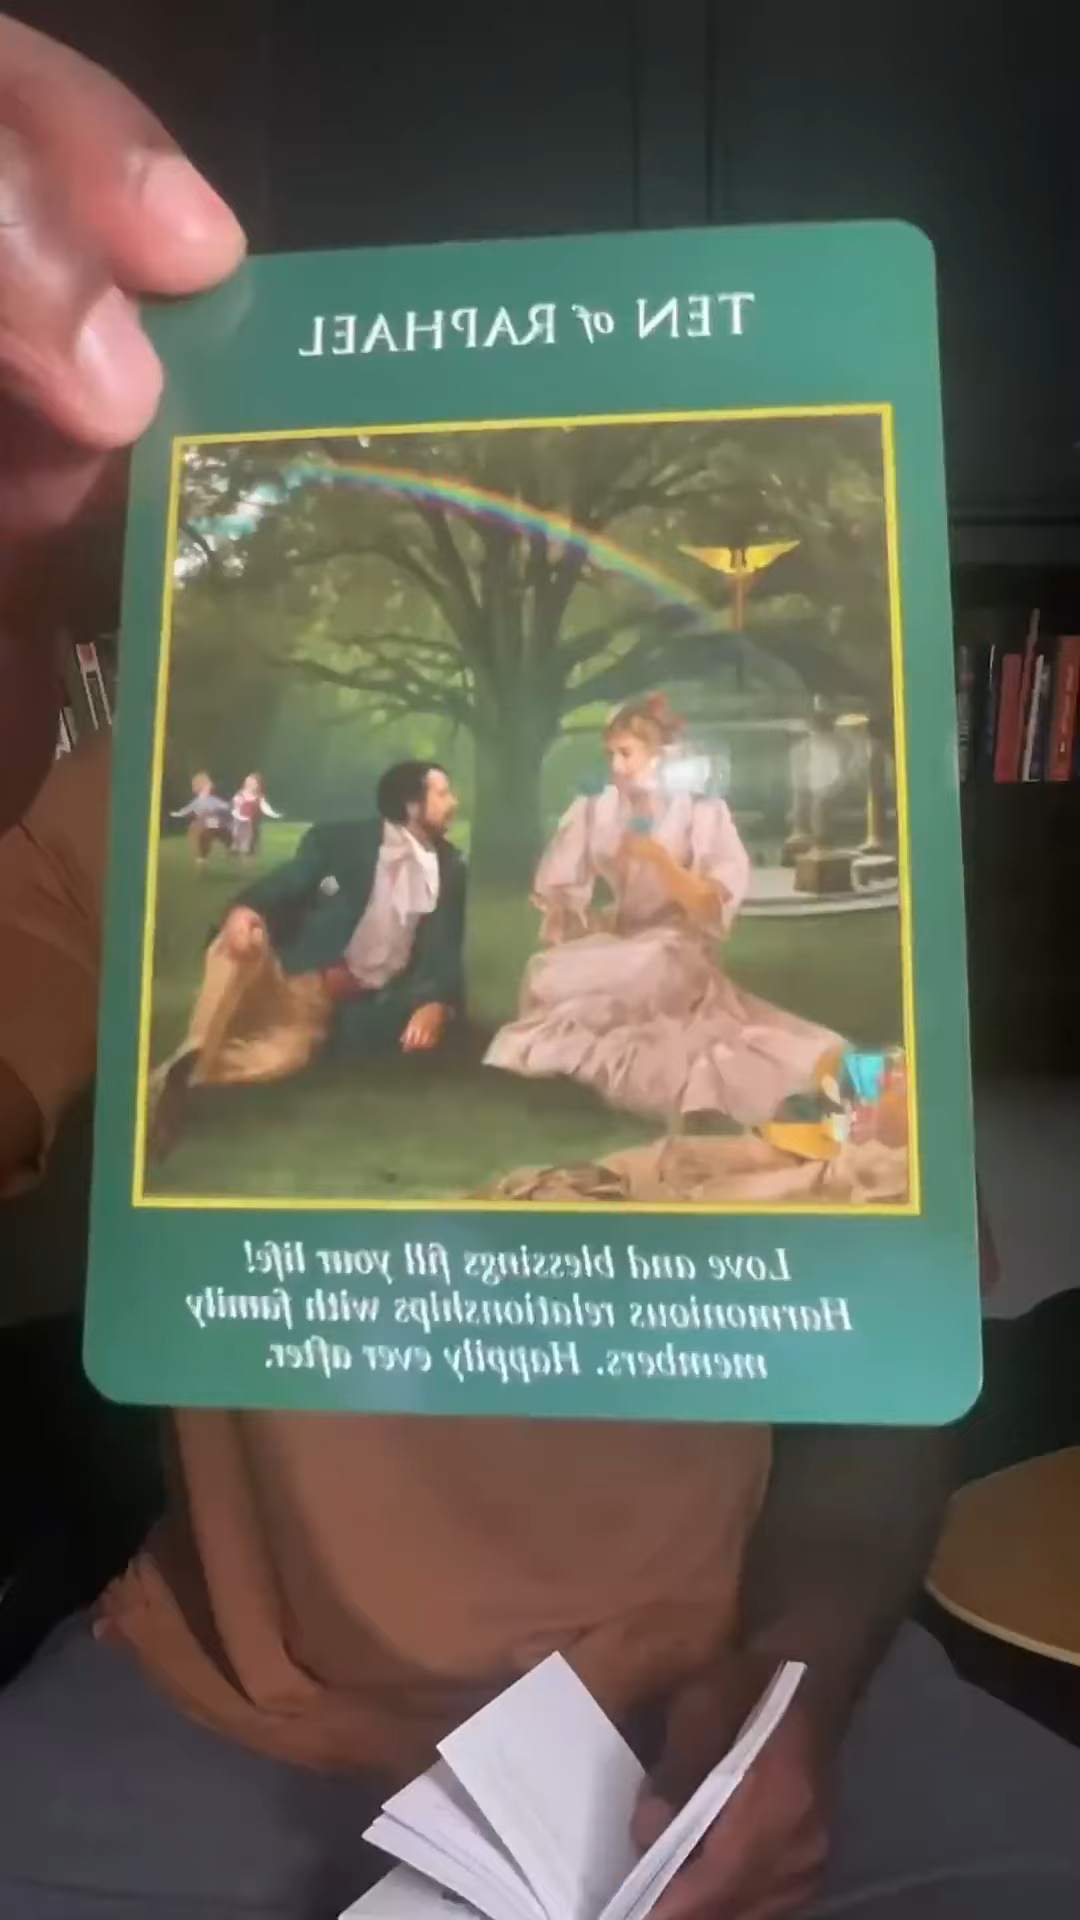 TEN of RAPHAEL
Love and blessings fill your life!
Harmonious relationships with family
members. Happily ever after.